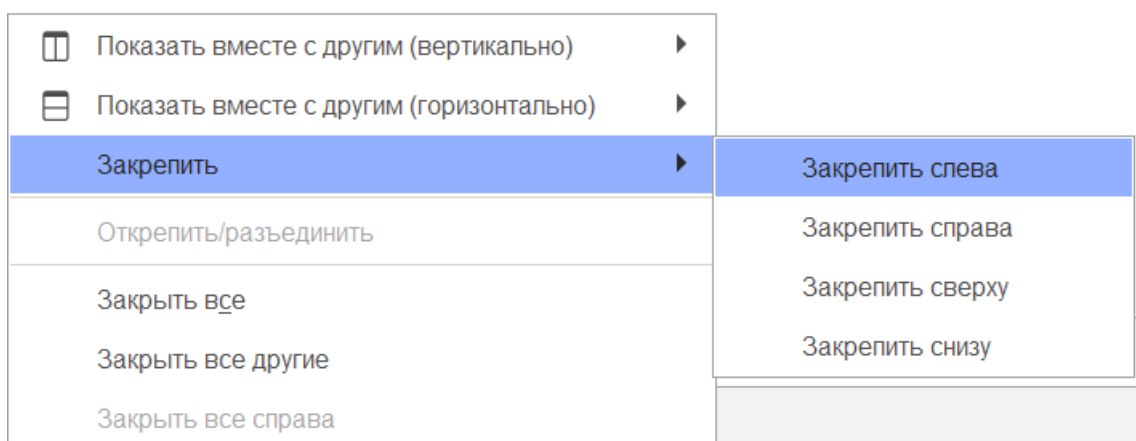 Показать вместе с другим (вертикально)
Показать вместе с другим (горизонтально)
Закрепить
Открепить/разъединить
Закрыть все
Закрыть все другие
Закрыть все справа
Закрепить слева
Закрепить справа
Закрепить сверху
Закрепить снизу